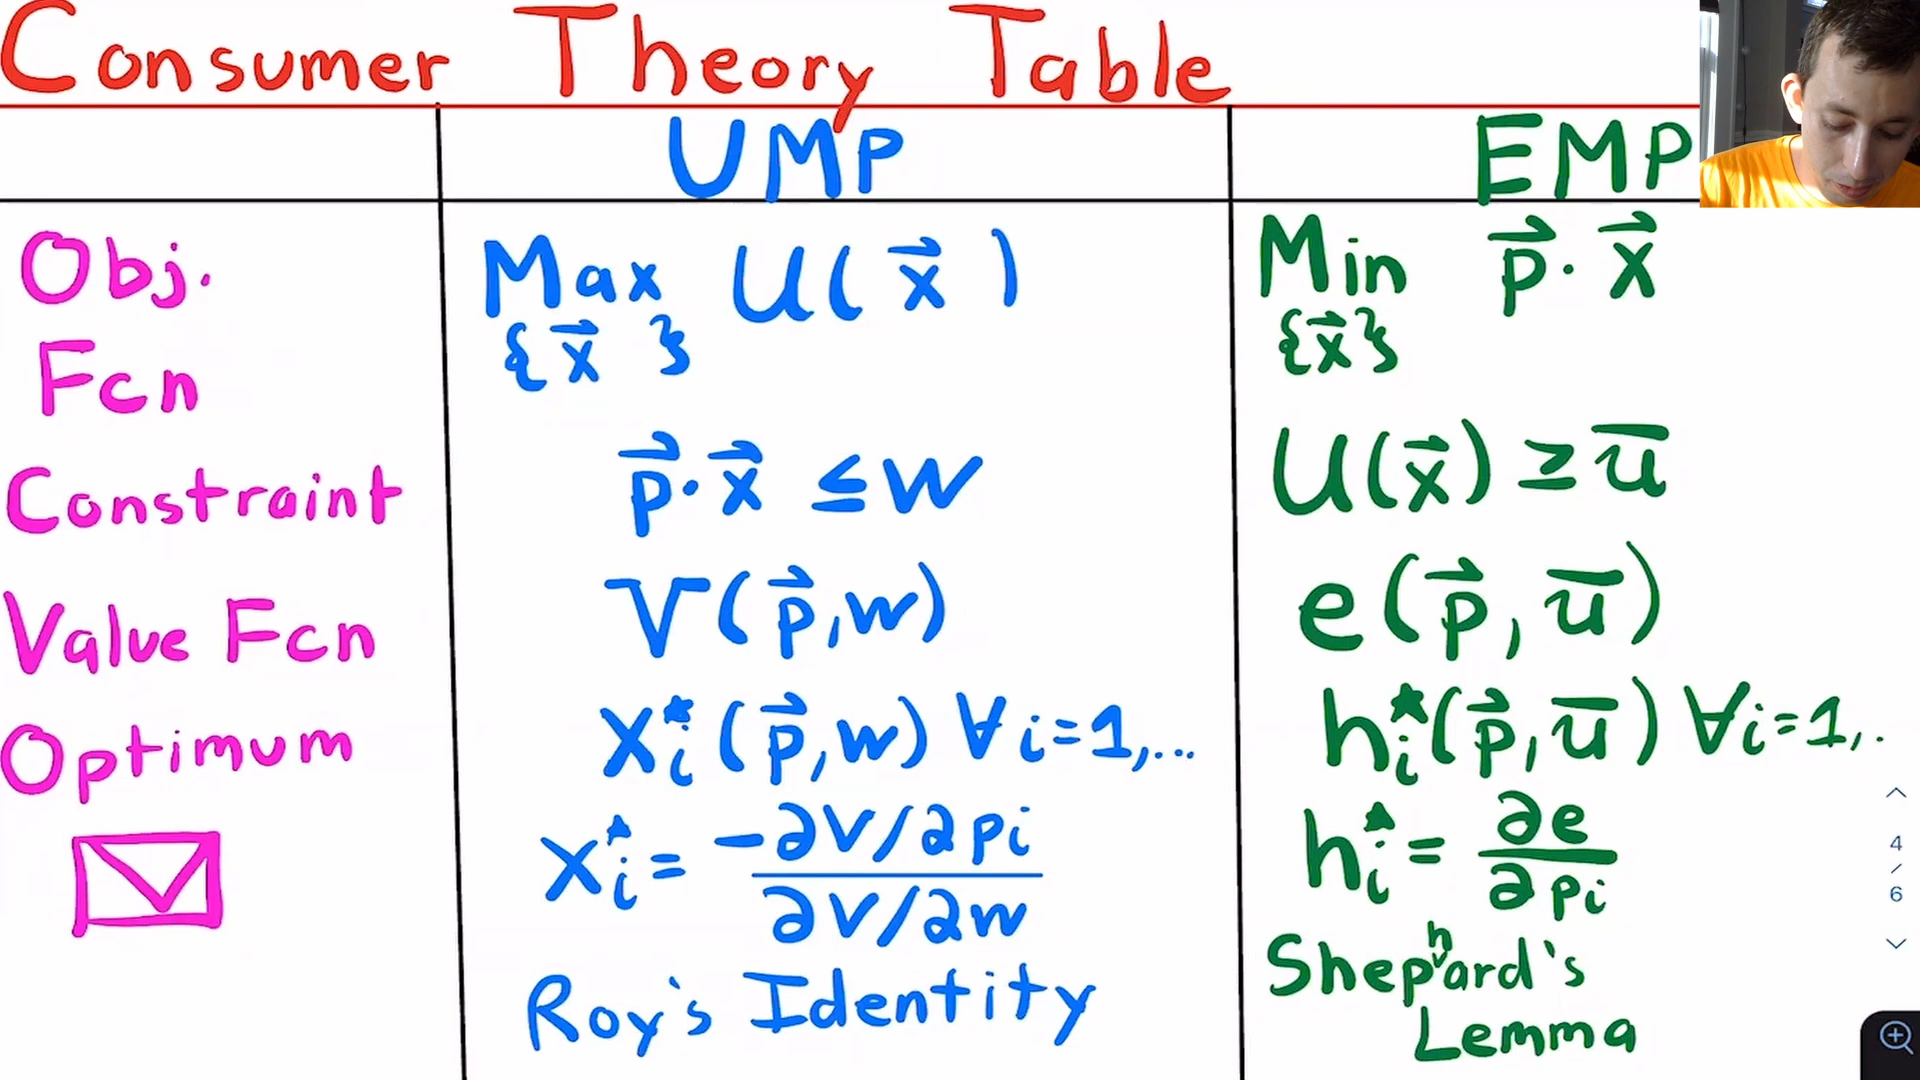 Consumer Theory Table
UMP EMP
Obj. Fcn
Max U(x⃗)
{x⃗}
Min p⃗·x⃗
{x⃗}
Constraint p⃗·x⃗ ≤ w U(x⃗) ≥ u̅
Value Fcn V(p⃗,w) e(p⃗,u̅)
Optimum xᵢ*(p⃗,w) ∀i=1,... hᵢ*(p⃗,u̅) ∀i=1,.
xᵢ* = -∂V/∂pi / ∂V/∂w hᵢ* = ∂e / ∂pi
Roy's Identity Shephard's
Lemma
4
/
6